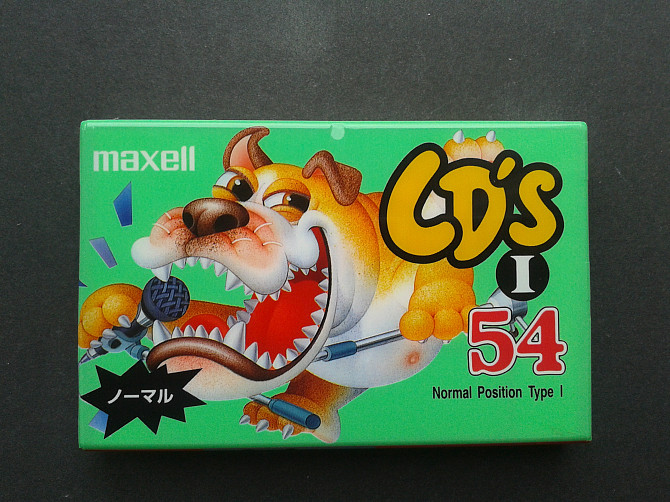 maxell
CD's
I
54
Normal Position Type I
ノーマル